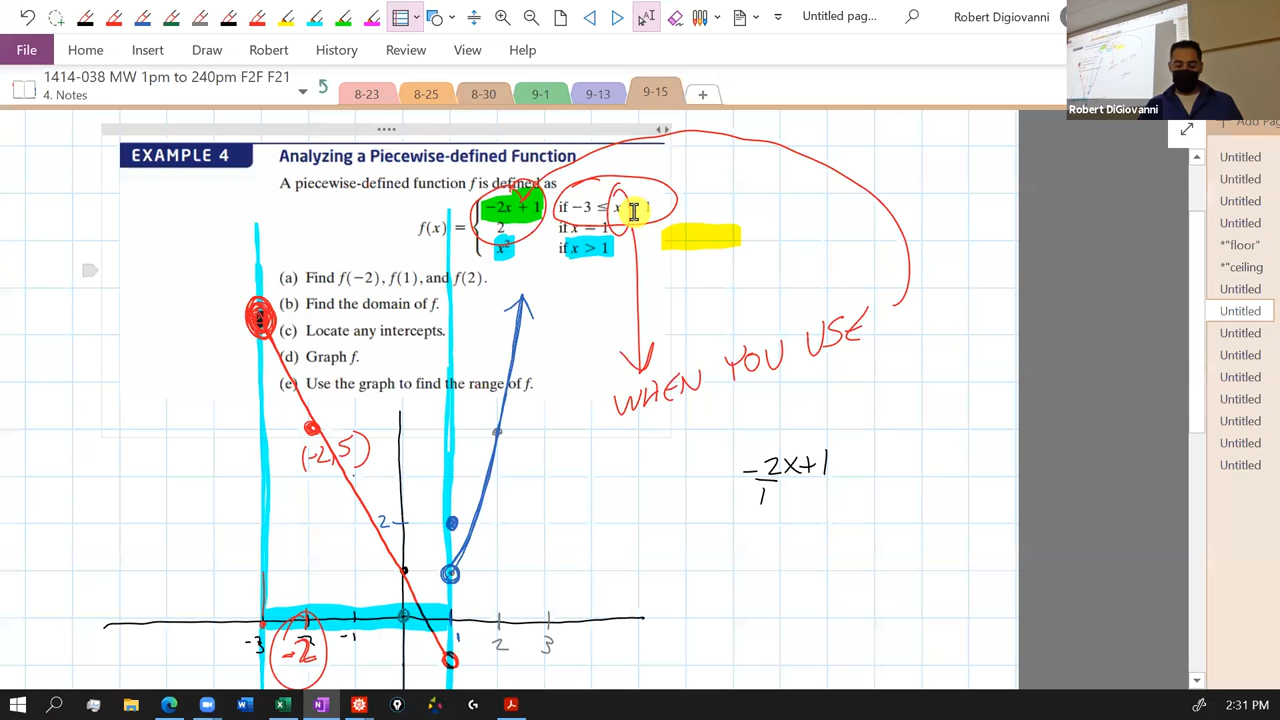 Untitled pag...
Robert Digiovanni
File
Home
Insert
Draw
Robert
History
Review
View
Help
1414-038 MW 1pm to 240pm F2F F21
4. Notes
8-23
8-25
8-30
9-1
9-13
9-15
Robert DiGiovanni
Add Page
EXAMPLE 4 Analyzing a Piecewise-defined Function
A piecewise-defined function f is defined as
−2x + 1 if −3 ≤ x 1
f(x) = 2 if x = 1
x² if x > 1
(a) Find f(−2), f(1), and f(2).
(b) Find the domain of f.
(c) Locate any intercepts.
(d) Graph f.
(e) Use the graph to find the range of f.
WHEN YOU USE
(-2,5)
-2x+1
1
2
-3 -2 -1 1 2 3
-2
Untitled
Untitled
Untitled
Untitled
*"floor"
*"ceiling
Untitled
Untitled
Untitled
Untitled
Untitled
Untitled
Untitled
Untitled
Untitled
2:31 PM